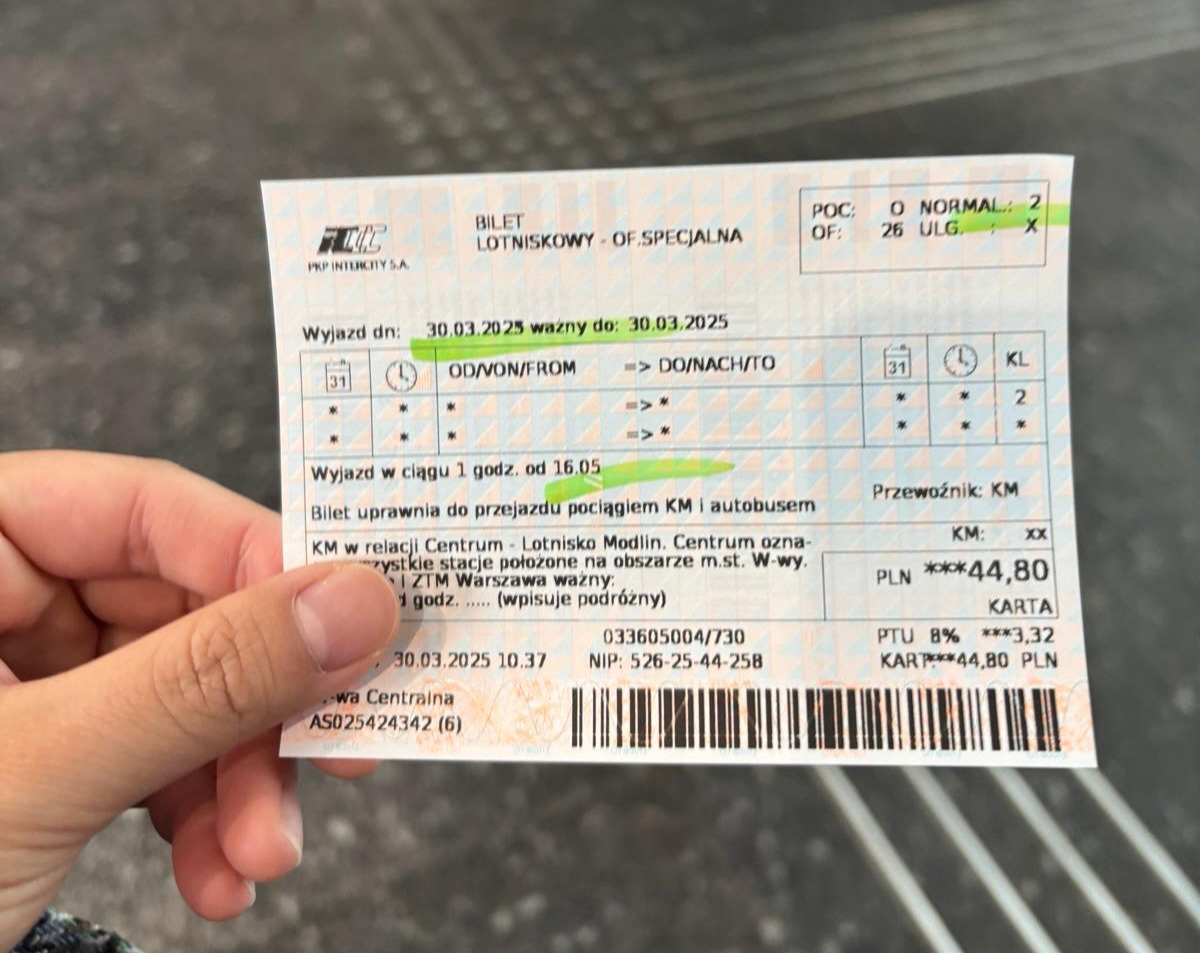 BILET
LOTNISKOWY - OF.SPECJALNA
POC: 0 NORMAL.: 2
OF: 26 ULG. : X
PKP INTERCITY S.A.
Wyjazd dn: 30.03.2025 ważny do: 30.03.2025
31 OD/VON/FROM => DO/NACH/TO 31 KL
* * * => * * * 2
* * * => * * * *
Wyjazd w ciągu 1 godz. od 16.05
Przewoźnik: KM
Bilet uprawnia do przejazdu pociągiem KM i autobusem
KM: xx
KM w relacji Centrum - Lotnisko Modlin. Centrum ozna-
stacje położone na obszarze m.st. W-wy.
i ZTM Warszawa ważny:
godz. ..... (wpisuje podróżny)
PLN ***44,80
KARTA
033605004/730
PTU 8% ***3,32
30.03.2025 10.37 NIP: 526-25-44-258 KART***44,80 PLN
-wa Centralna
AS025424342 (6)